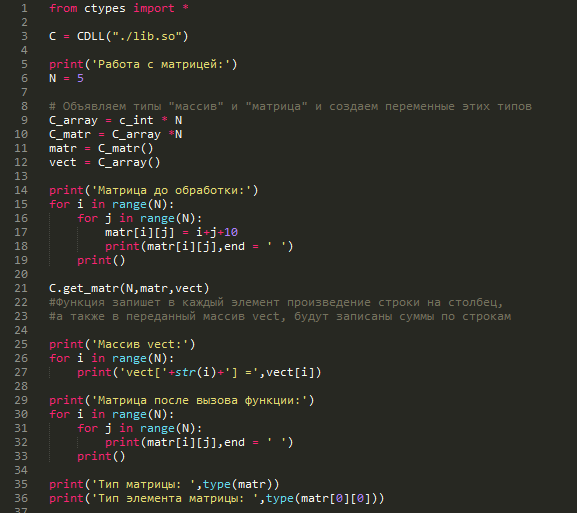 1 from ctypes import *
2
3 C = CDLL("./lib.so")
4
5 print('Работа с матрицей:')
6 N = 5
7
8 # Объявляем типы "массив" и "матрица" и создаем переменные этих типов
9 C_array = c_int * N
10 C_matr = C_array *N
11 matr = C_matr()
12 vect = C_array()
13
14 print('Матрица до обработки:')
15 for i in range(N):
16     for j in range(N):
17         matr[i][j] = i+j+10
18         print(matr[i][j],end = ' ')
19     print()
20
21 C.get_matr(N,matr,vect)
22 #Функция запишет в каждый элемент произведение строки на столбец,
23 #а также в переданный массив vect, будут записаны суммы по строкам
24
25 print('Массив vect:')
26 for i in range(N):
27     print('vect['+str(i)+'] =',vect[i])
28
29 print('Матрица после вызова функции:')
30 for i in range(N):
31     for j in range(N):
32         print(matr[i][j],end = ' ')
33     print()
34
35 print('Тип матрицы: ',type(matr))
36 print('Тип элемента матрицы: ',type(matr[0][0]))
37